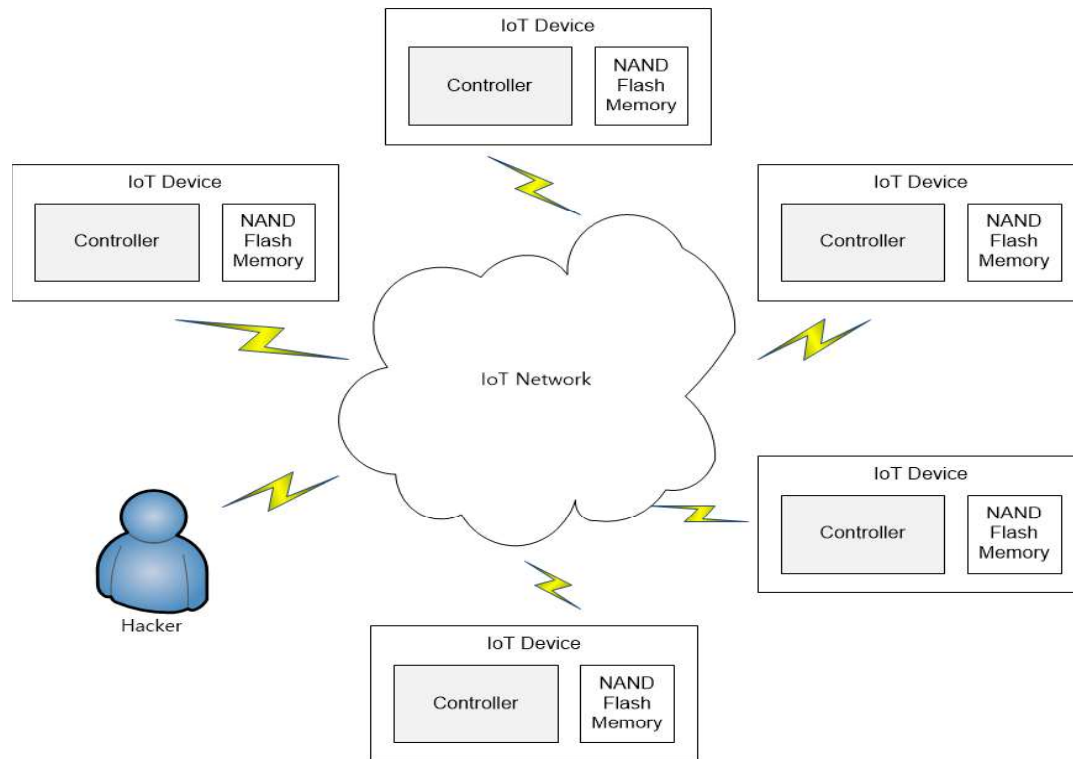 IoT Device
Controller
NAND
Flash
Memory
IoT Device
Controller
NAND
Flash
Memory
IoT Device
Controller
NAND
Flash
Memory
IoT Network
IoT Device
Controller
NAND
Flash
Memory
Hacker
IoT Device
Controller
NAND
Flash
Memory